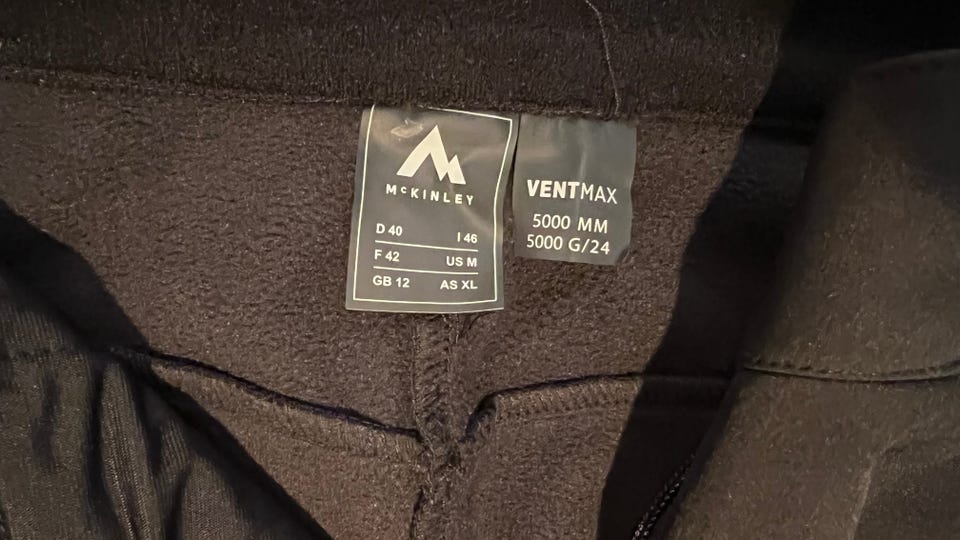 McKINLEY
D 40 I 46
F 42 US M
GB 12 AS XL
VENTMAX
5000 MM
5000 G/24